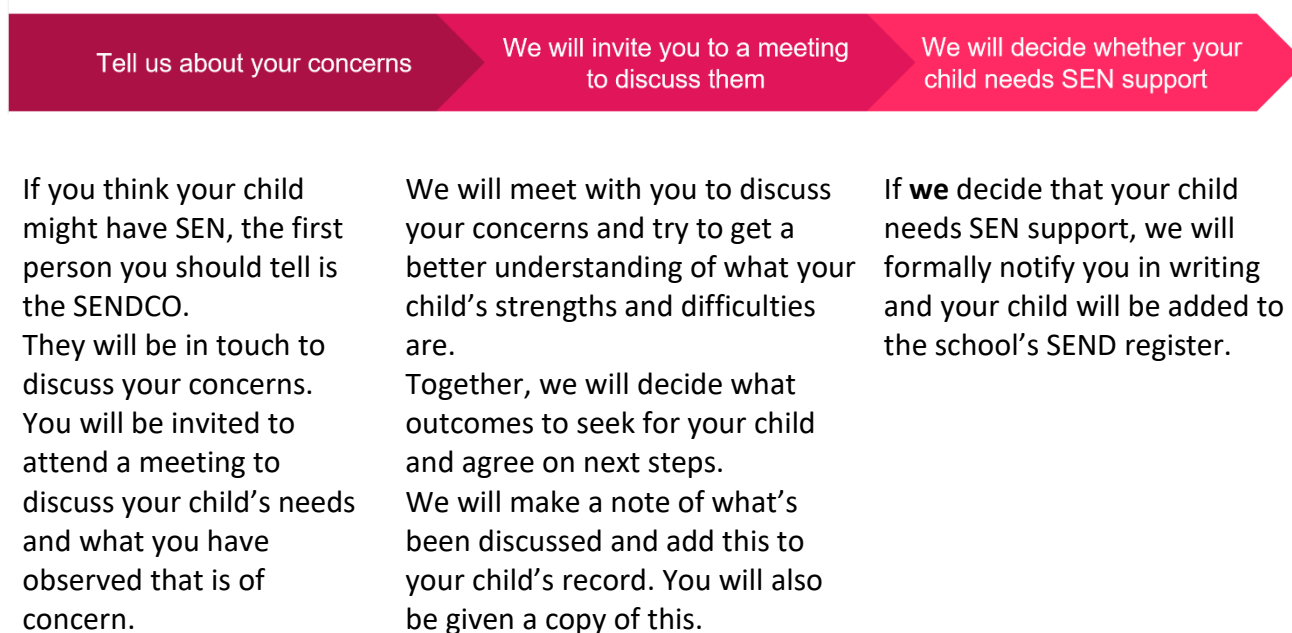 Tell us about your concerns
We will invite you to a meeting
to discuss them
We will decide whether your
child needs SEN support
If you think your child
might have SEN, the first
person you should tell is
the SENDCO.
They will be in touch to
discuss your concerns.
You will be invited to
attend a meeting to
discuss your child’s needs
and what you have
observed that is of
concern.
We will meet with you to discuss
your concerns and try to get a
better understanding of what your
child’s strengths and difficulties
are.
Together, we will decide what
outcomes to seek for your child
and agree on next steps.
We will make a note of what’s
been discussed and add this to
your child’s record. You will also
be given a copy of this.
If we decide that your child
needs SEN support, we will
formally notify you in writing
and your child will be added to
the school’s SEND register.